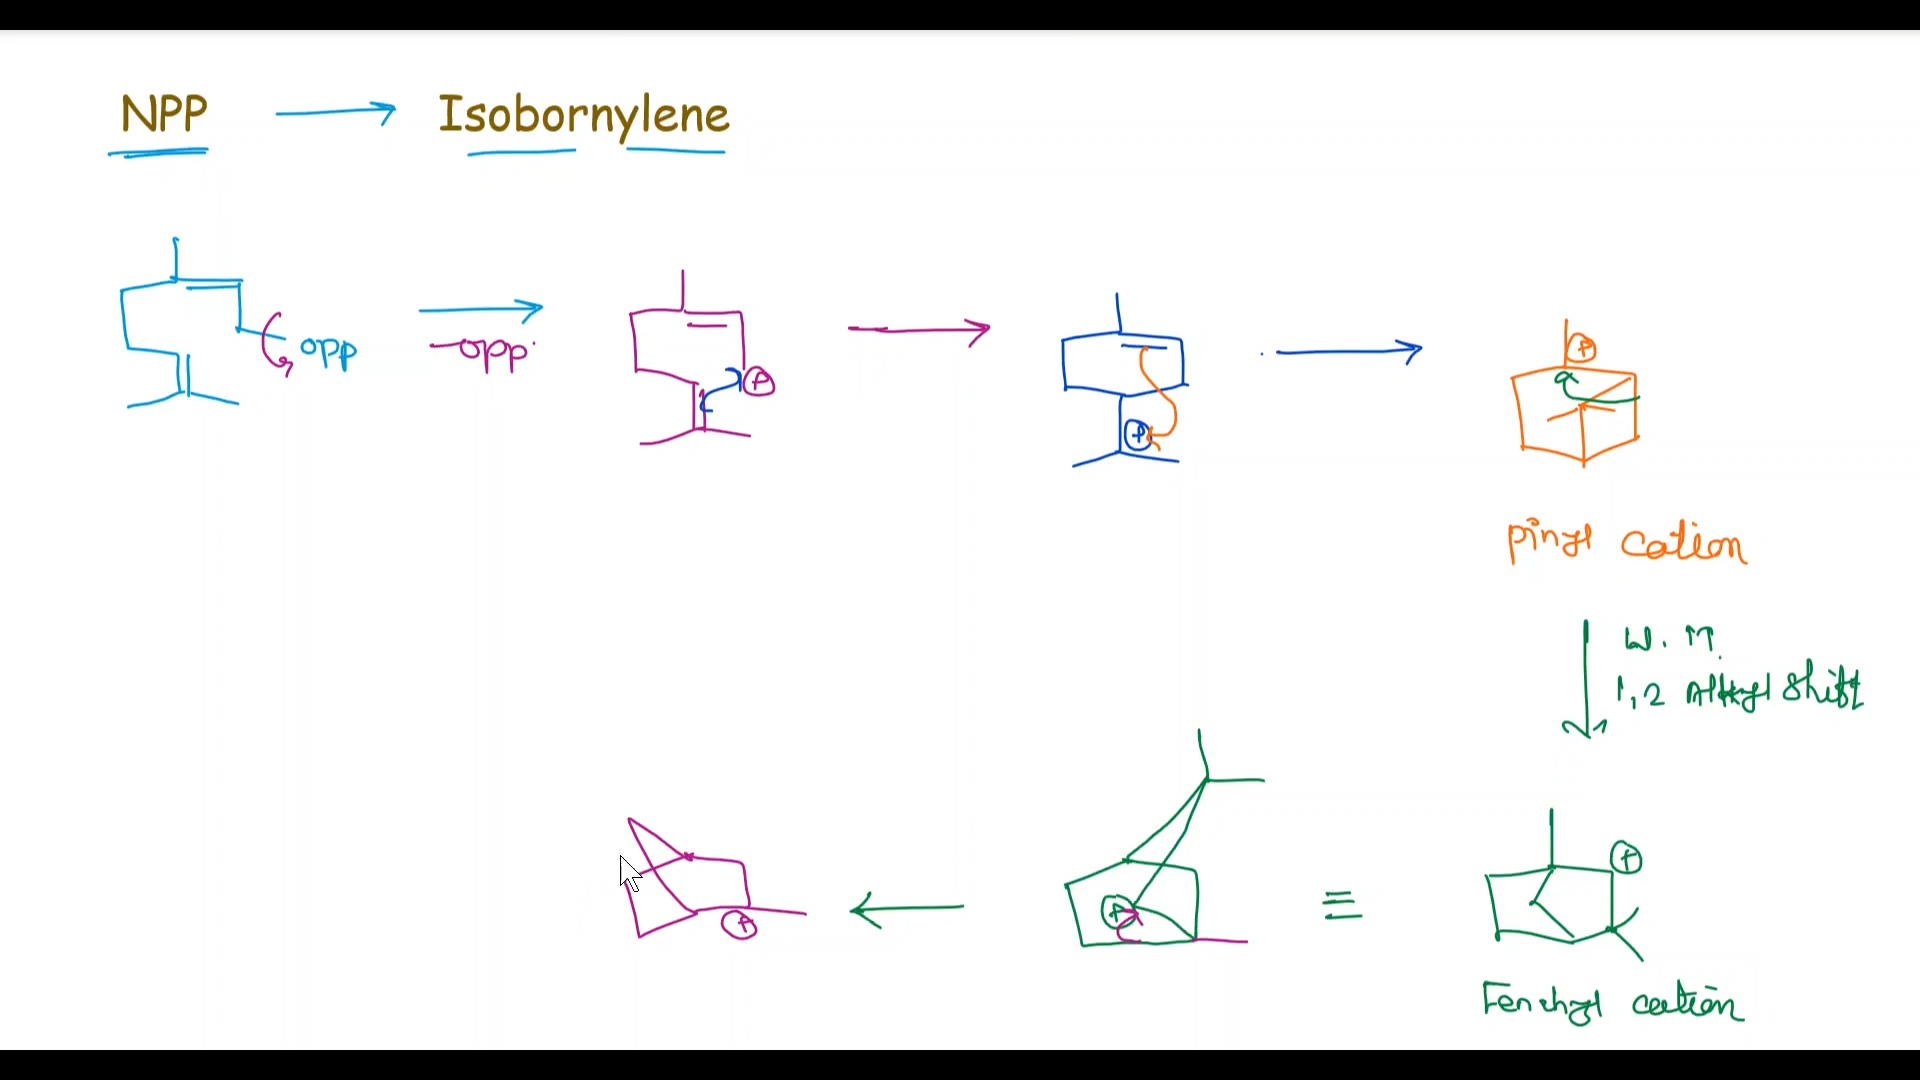 NPP → Isobornylene
opp
-opp
⊕
⊕
⊕
pinyl cation
W. M.
1,2 Alkyl shift
⊕
⊕
⊕
Fenchyl cation